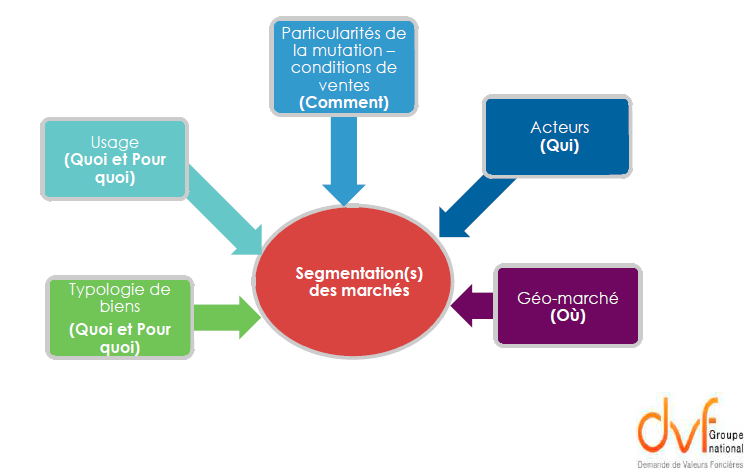 Particularités de
la mutation –
conditions de
ventes
(Comment)
Usage
(Quoi et Pour
quoi)
Acteurs
(Qui)
Segmentation(s)
des marchés
Typologie de
biens
(Quoi et Pour
quoi)
Géo-marché
(Où)
dvf Groupe
national
Demande de Valeurs Foncières